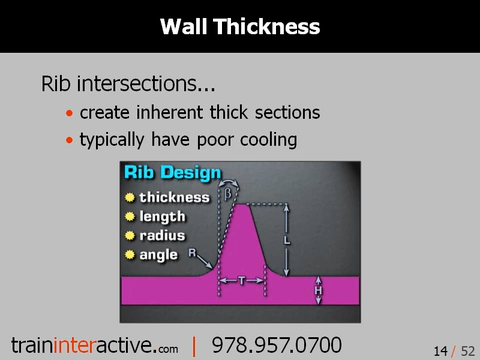 Wall Thickness
Rib intersections...
• create inherent thick sections
• typically have poor cooling
Rib Design
thickness
length
radius
angle
β
R
T
L
H
traininteractive.com | 978.957.0700
14 / 52